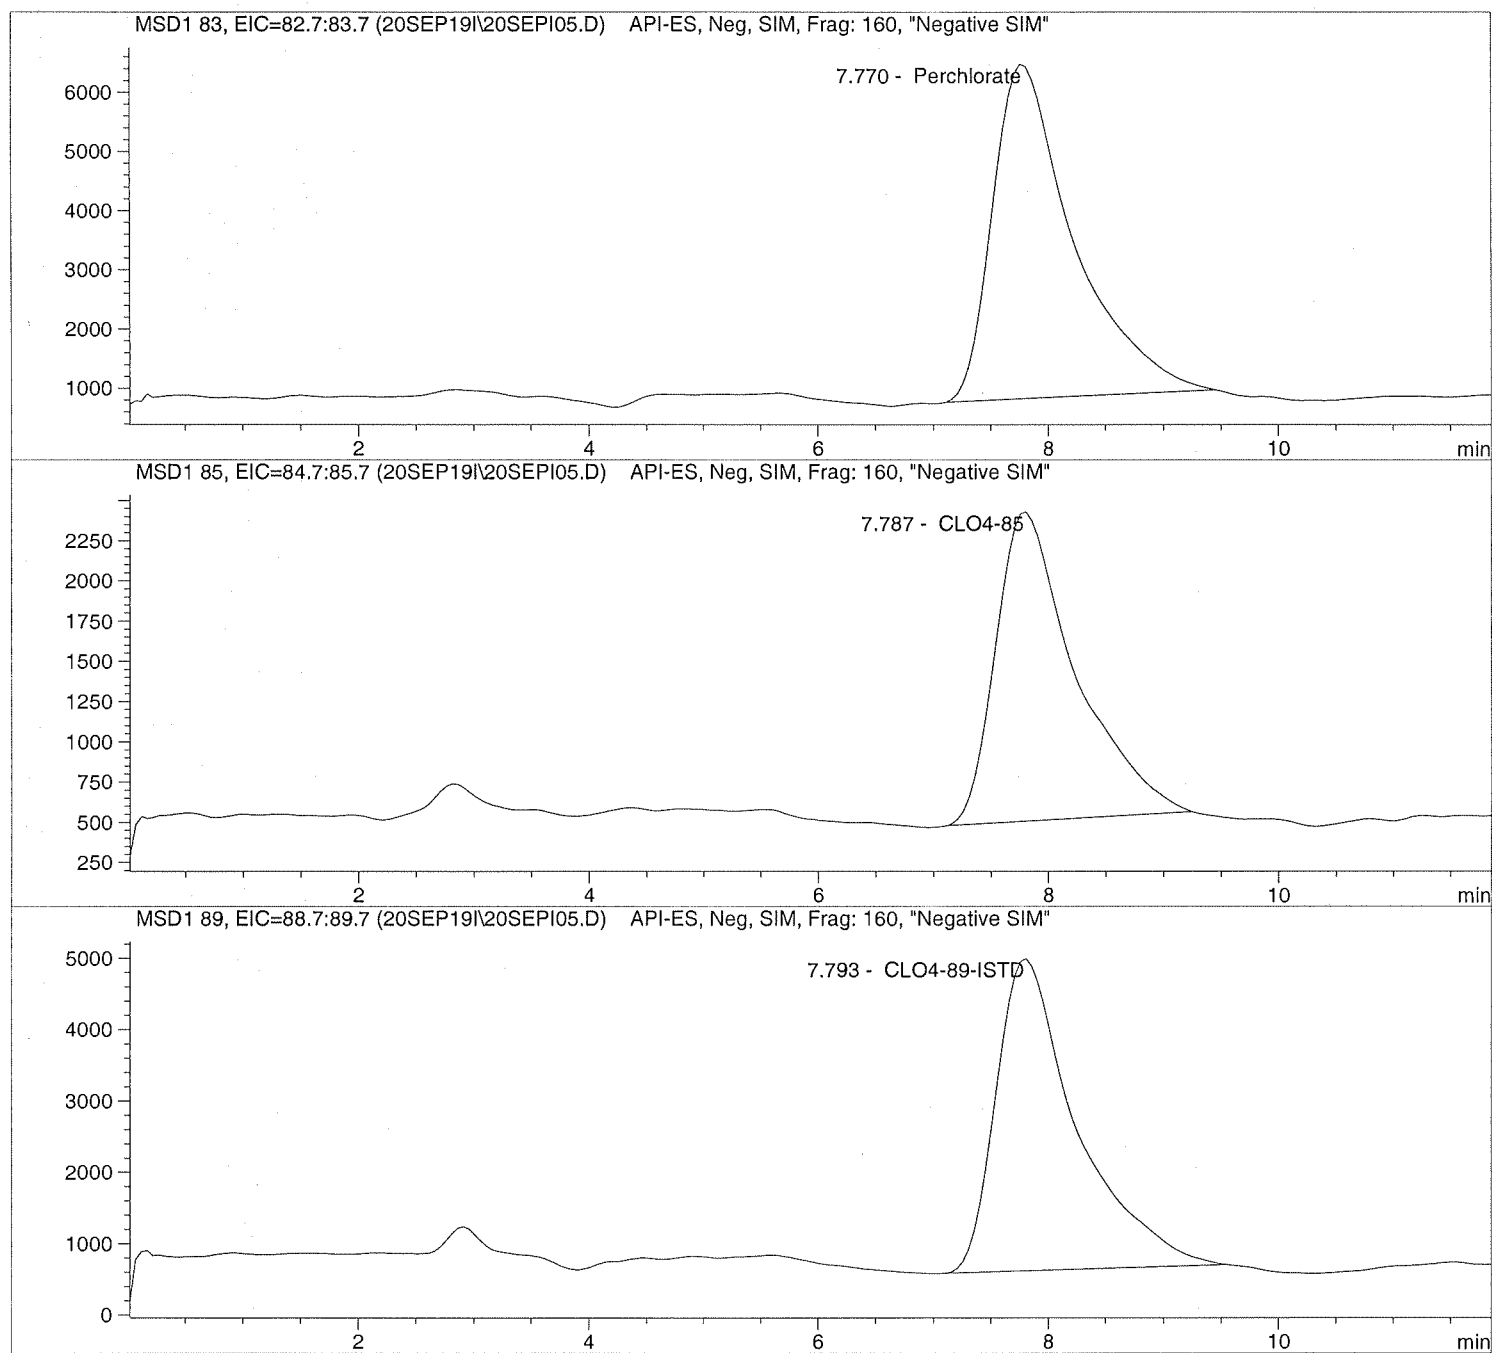 MSD1 83, EIC=82.7:83.7 (20SEP19I\20SEPI05.D) API-ES, Neg, SIM, Frag: 160, "Negative SIM"
7.770 - Perchlorate
6000
5000
4000
3000
2000
1000
2 4 6 8 10 min
MSD1 85, EIC=84.7:85.7 (20SEP19I\20SEPI05.D) API-ES, Neg, SIM, Frag: 160, "Negative SIM"
7.787 - CLO4-85
2250
2000
1750
1500
1250
1000
750
500
250
2 4 6 8 10 min
MSD1 89, EIC=88.7:89.7 (20SEP19I\20SEPI05.D) API-ES, Neg, SIM, Frag: 160, "Negative SIM"
5000
7.793 - CLO4-89-ISTD
4000
3000
2000
1000
0
2 4 6 8 10 min